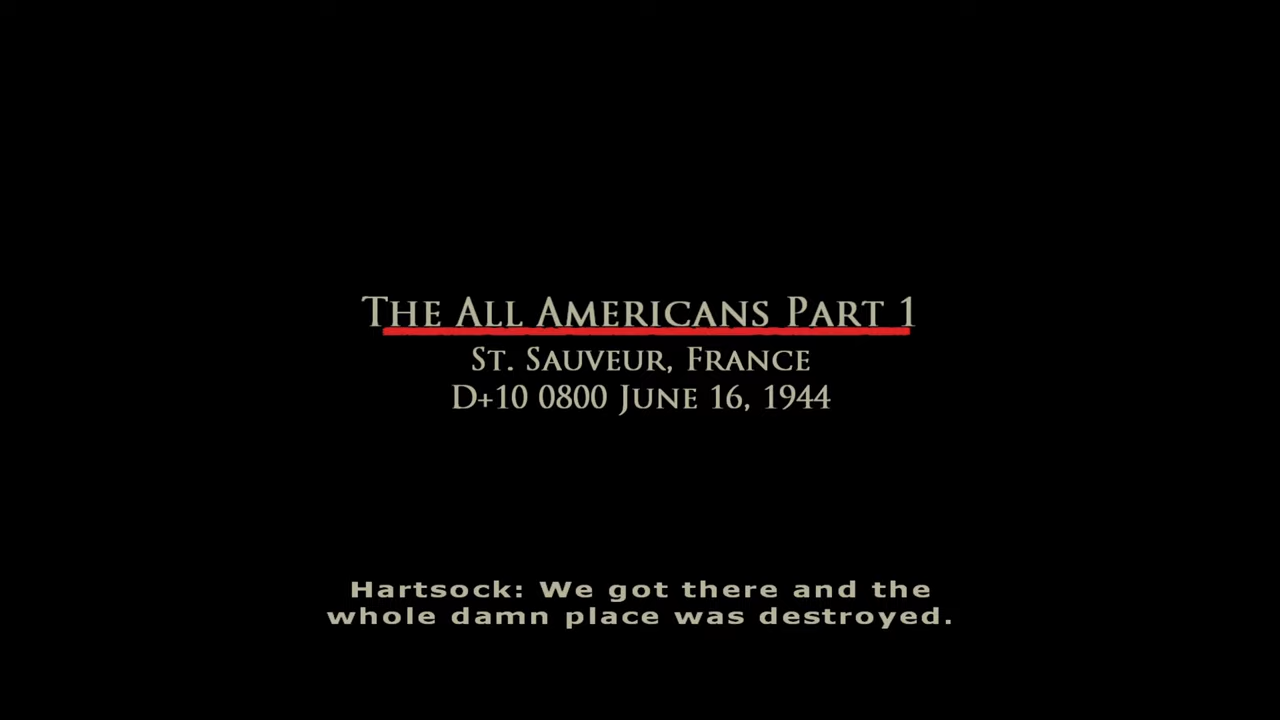 The All Americans Part 1
St. Sauveur, France
D+10 0800 June 16, 1944
Hartsock: We got there and the
whole damn place was destroyed.